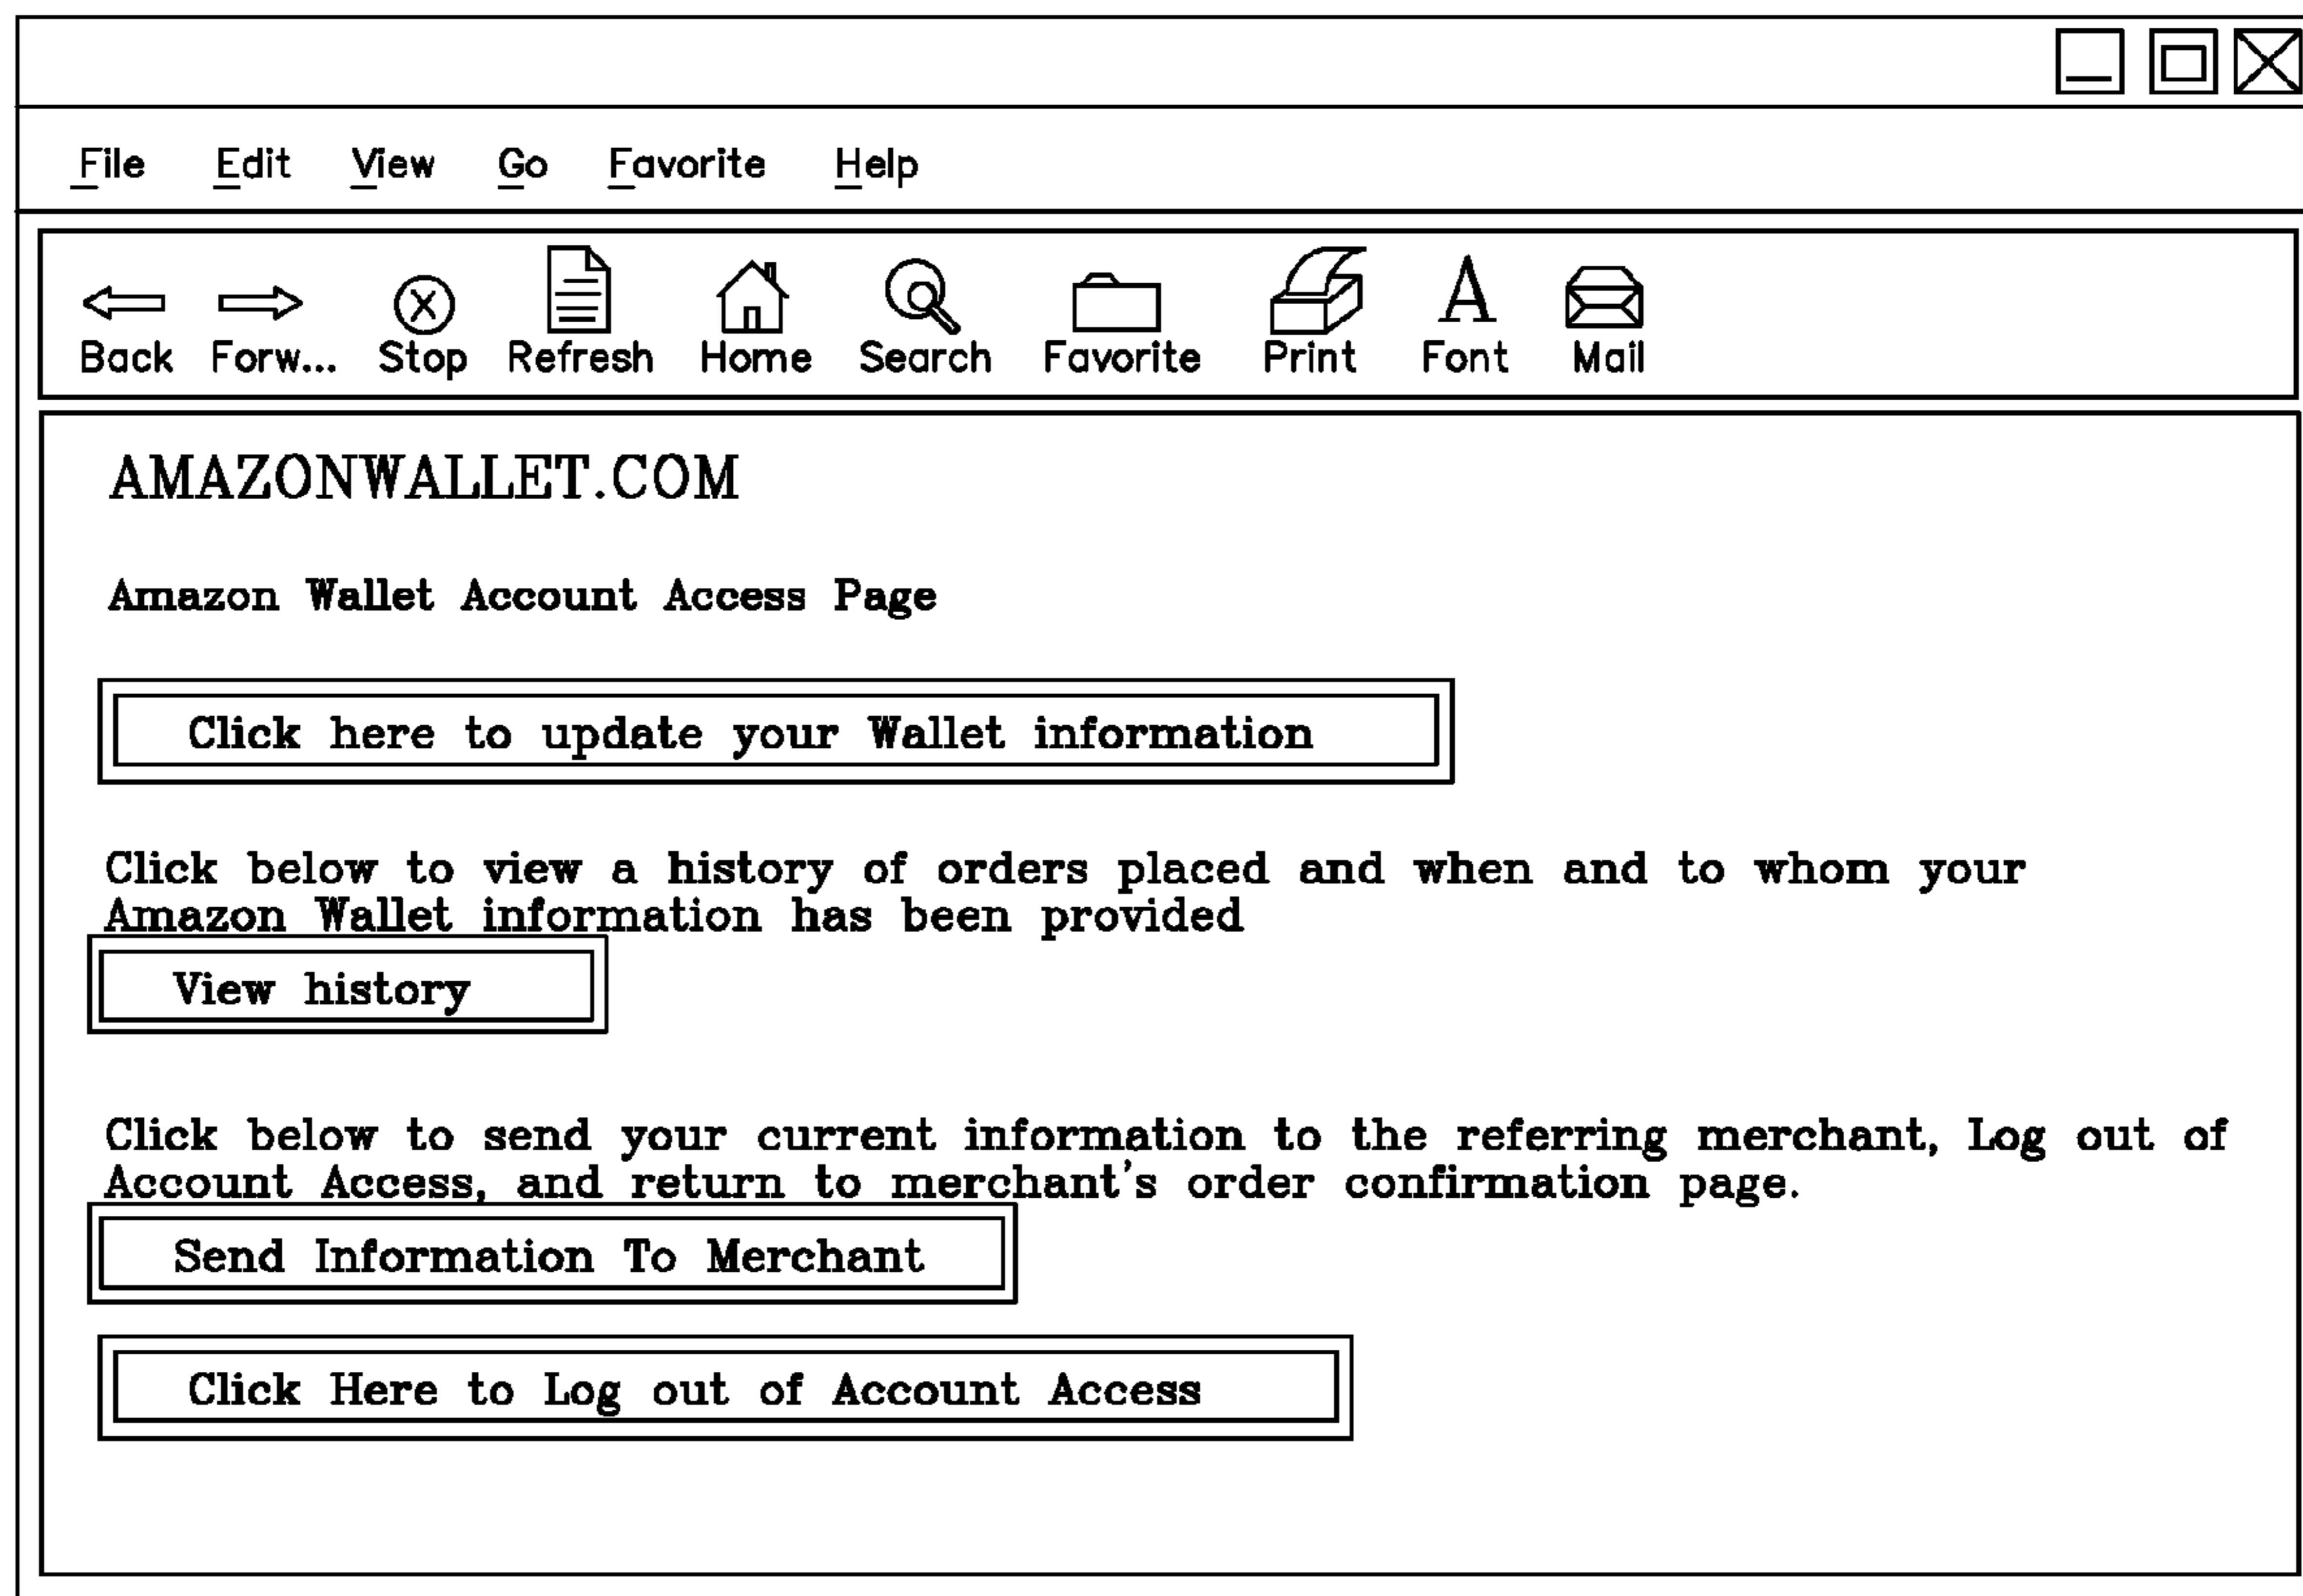 File Edit View Go Favorite Help
Back Forw... Stop Refresh Home Search Favorite Print Font Mail
AMAZONWALLET.COM
Amazon Wallet Account Access Page
Click here to update your Wallet information
Click below to view a history of orders placed and when and to whom your
Amazon Wallet information has been provided
View history
Click below to send your current information to the referring merchant, Log out of
Account Access, and return to merchant's order confirmation page.
Send Information To Merchant
Click Here to Log out of Account Access